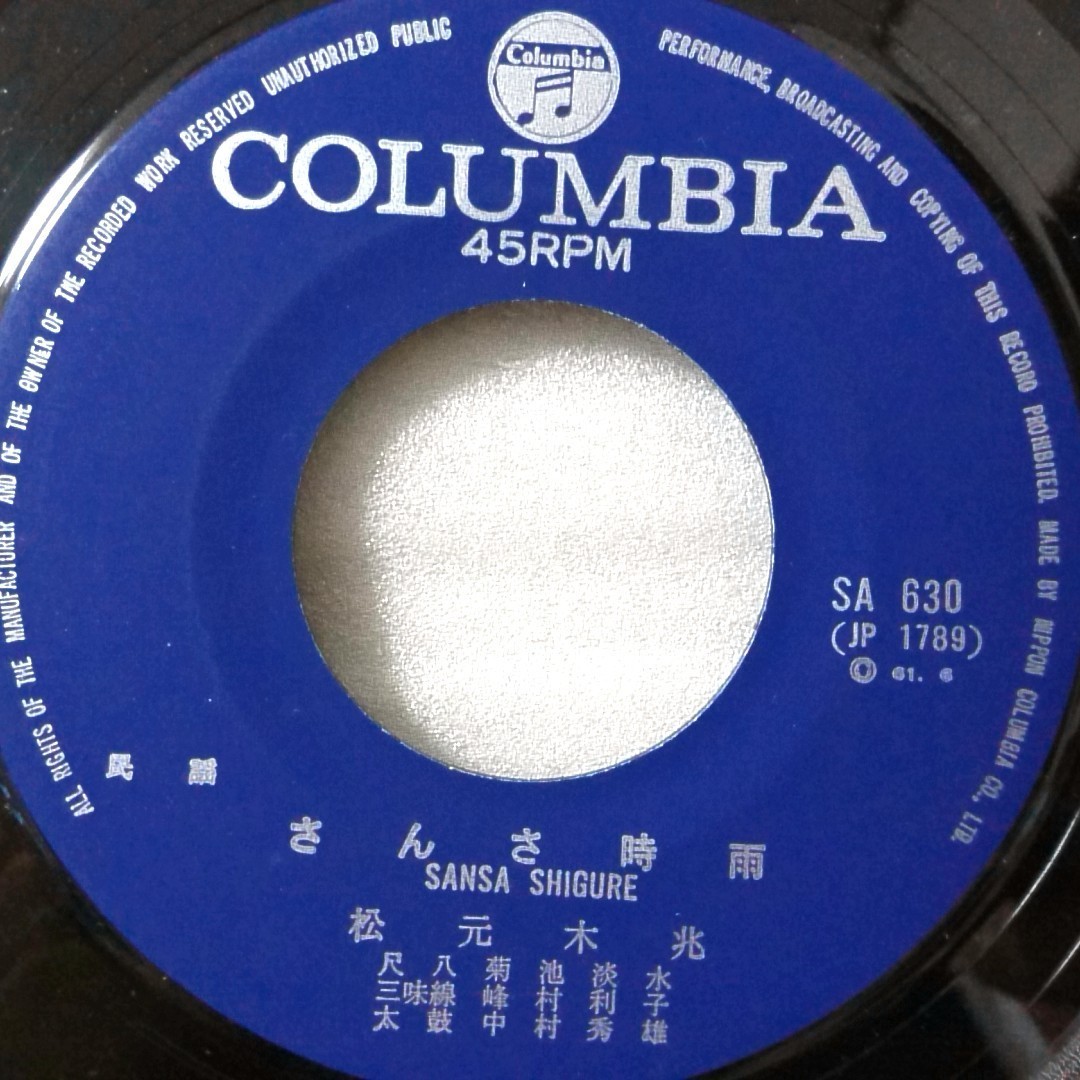 ALL RIGHTS OF THE MANUFACTURER AND OF THE OWNER OF THE RECORDED WORK RESERVED UNAUTHORIZED PUBLIC PERFORMANCE, BROADCASTING AND COPYING OF THIS RECORD PROHIBITED. MADE BY NIPPON COLUMBIA CO., LTD.
Columbia
COLUMBIA
45RPM
SA 630
(JP 1789)
Ⓒ 61. 6
民謡
さんさ時雨
SANSA SHIGURE
松元木兆
尺八 菊池淡水
三味線 峰村利子
太鼓 中村秀雄